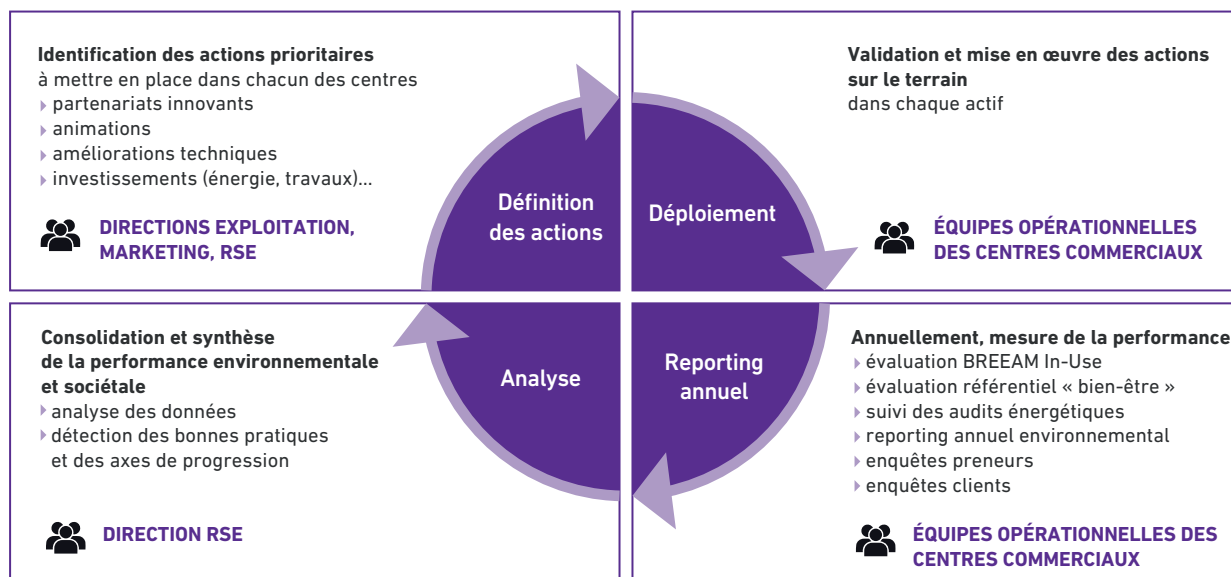 Identification des actions prioritaires
à mettre en place dans chacun des centres
partenariats innovants
animations
améliorations techniques
investissements (énergie, travaux)...
DIRECTIONS EXPLOITATION,
MARKETING, RSE
Définition
des actions
Validation et mise en œuvre des actions
sur le terrain
dans chaque actif
Déploiement
ÉQUIPES OPÉRATIONNELLES
DES CENTRES COMMERCIAUX
Consolidation et synthèse
de la performance environnementale
et sociétale
analyse des données
détection des bonnes pratiques
et des axes de progression
DIRECTION RSE
Analyse
Reporting
annuel
Annuellement, mesure de la performance
évaluation BREEAM In-Use
évaluation référentiel « bien-être »
suivi des audits énergétiques
reporting annuel environnemental
enquêtes preneurs
enquêtes clients
ÉQUIPES OPÉRATIONNELLES DES
CENTRES COMMERCIAUX